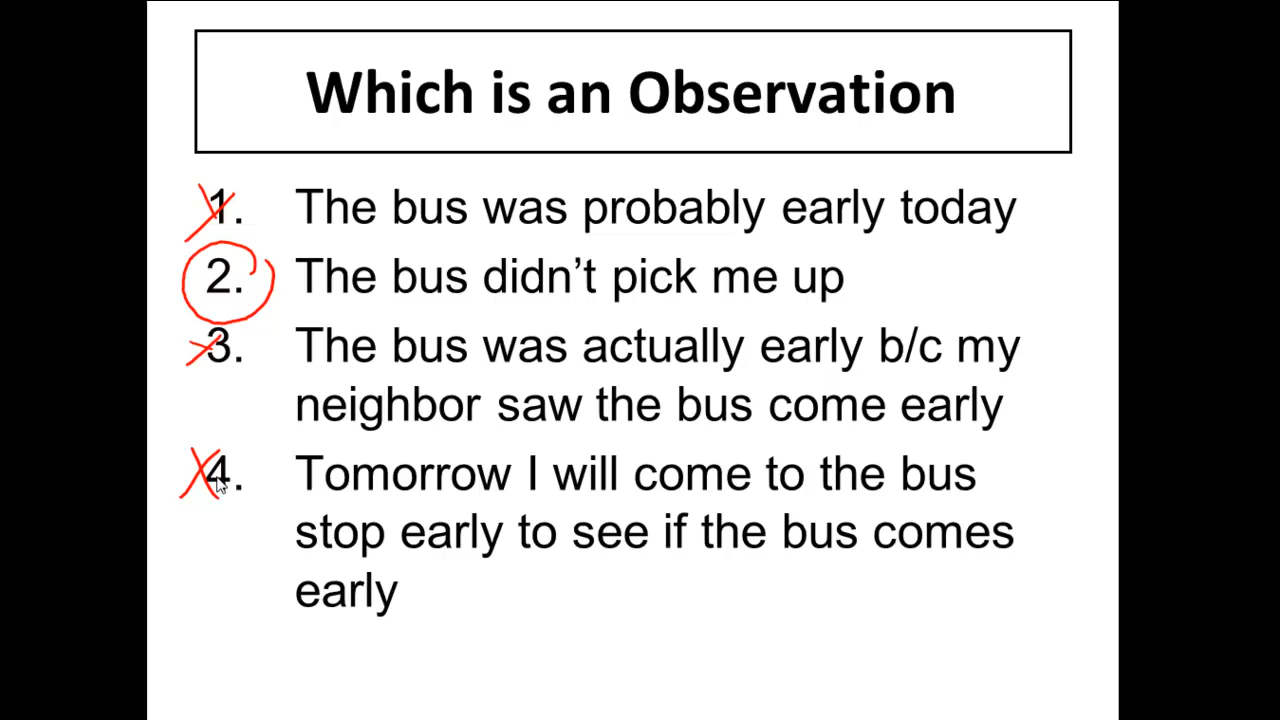 Which is an Observation
1. The bus was probably early today
2. The bus didn’t pick me up
3. The bus was actually early b/c my
neighbor saw the bus come early
4. Tomorrow I will come to the bus
stop early to see if the bus comes
early